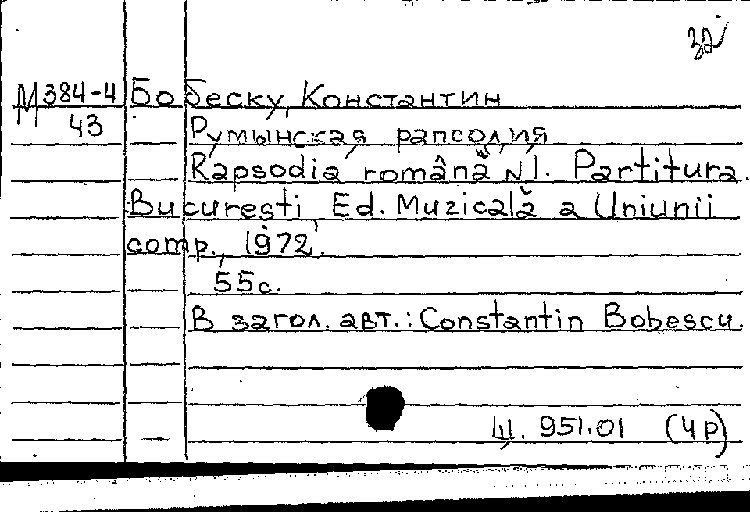 32
М384-4
43
Бобеску, Константин
Румынская рапсодия
Rapsodia română N1. Partitura.
București, Ed. Muzicală a Uniunii
comp., 1972.
55с.
В загол. авт.: Constantin Bobescu.
Щ. 951.01 (4Р)